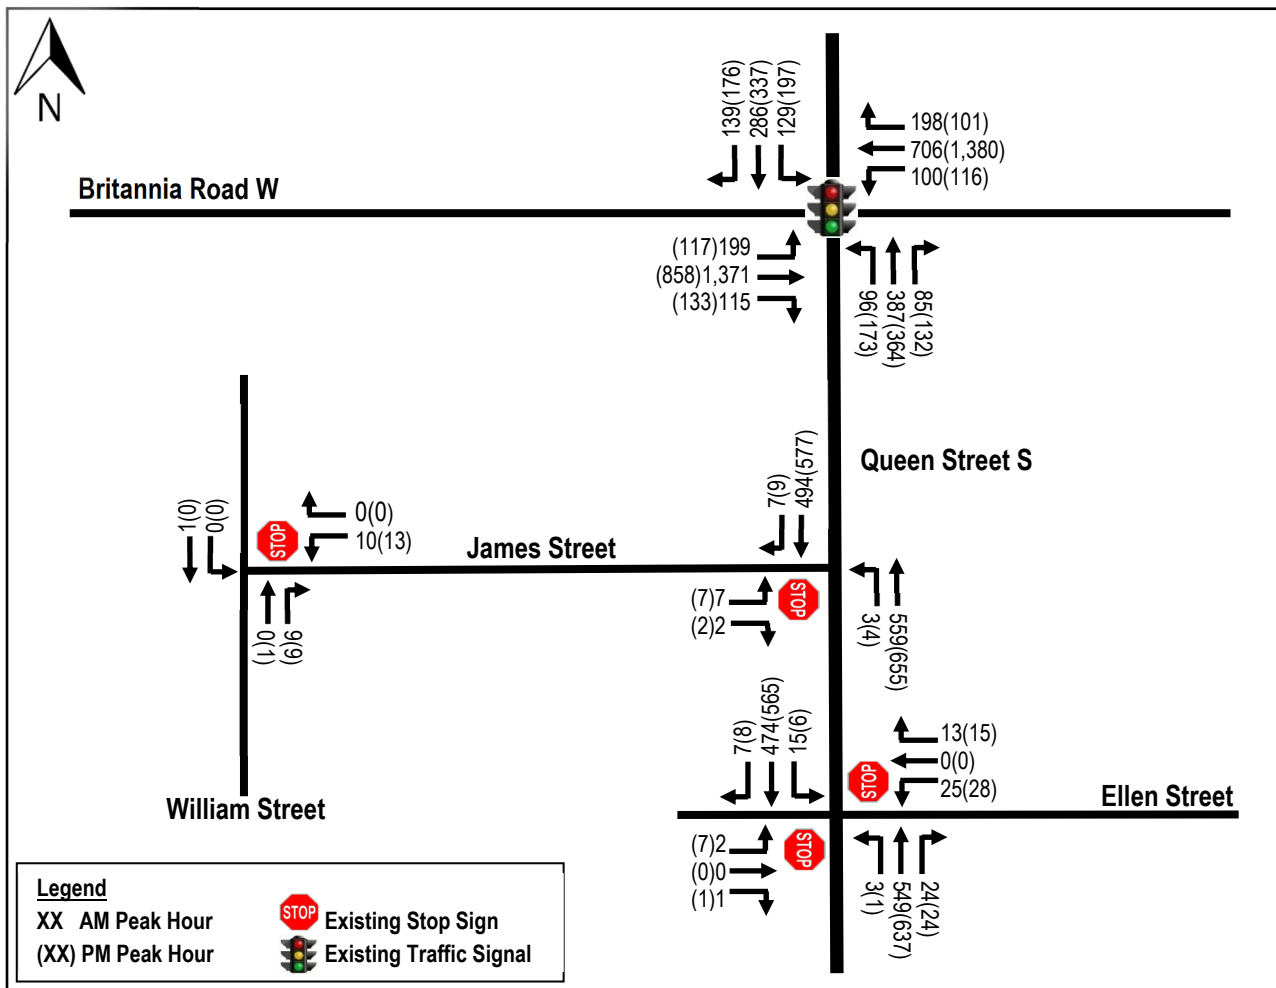 N
139(176)
286(337)
129(197)
198(101)
706(1,380)
100(116)
Britannia Road W
(117)199
(858)1,371
(133)115
96(173)
387(364)
85(132)
Queen Street S
1(0)
0(0)
STOP
0(0)
10(13)
James Street
7(9)
494(577)
0(1)
9(9)
(7)7
(2)2
STOP
3(4)
559(655)
William Street
7(8)
474(565)
15(6)
STOP
13(15)
0(0)
25(28)
Ellen Street
(7)2
(0)0
(1)1
STOP
3(1)
549(637)
24(24)
Legend
XX AM Peak Hour
(XX) PM Peak Hour
STOP Existing Stop Sign
Existing Traffic Signal